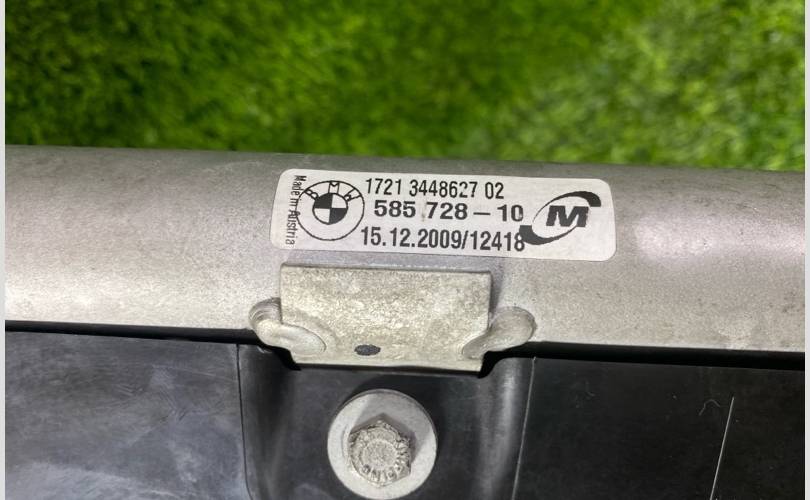 Made in Austria
BMW
1721 3448627 02
585 728-10
M
15.12.2009/12418